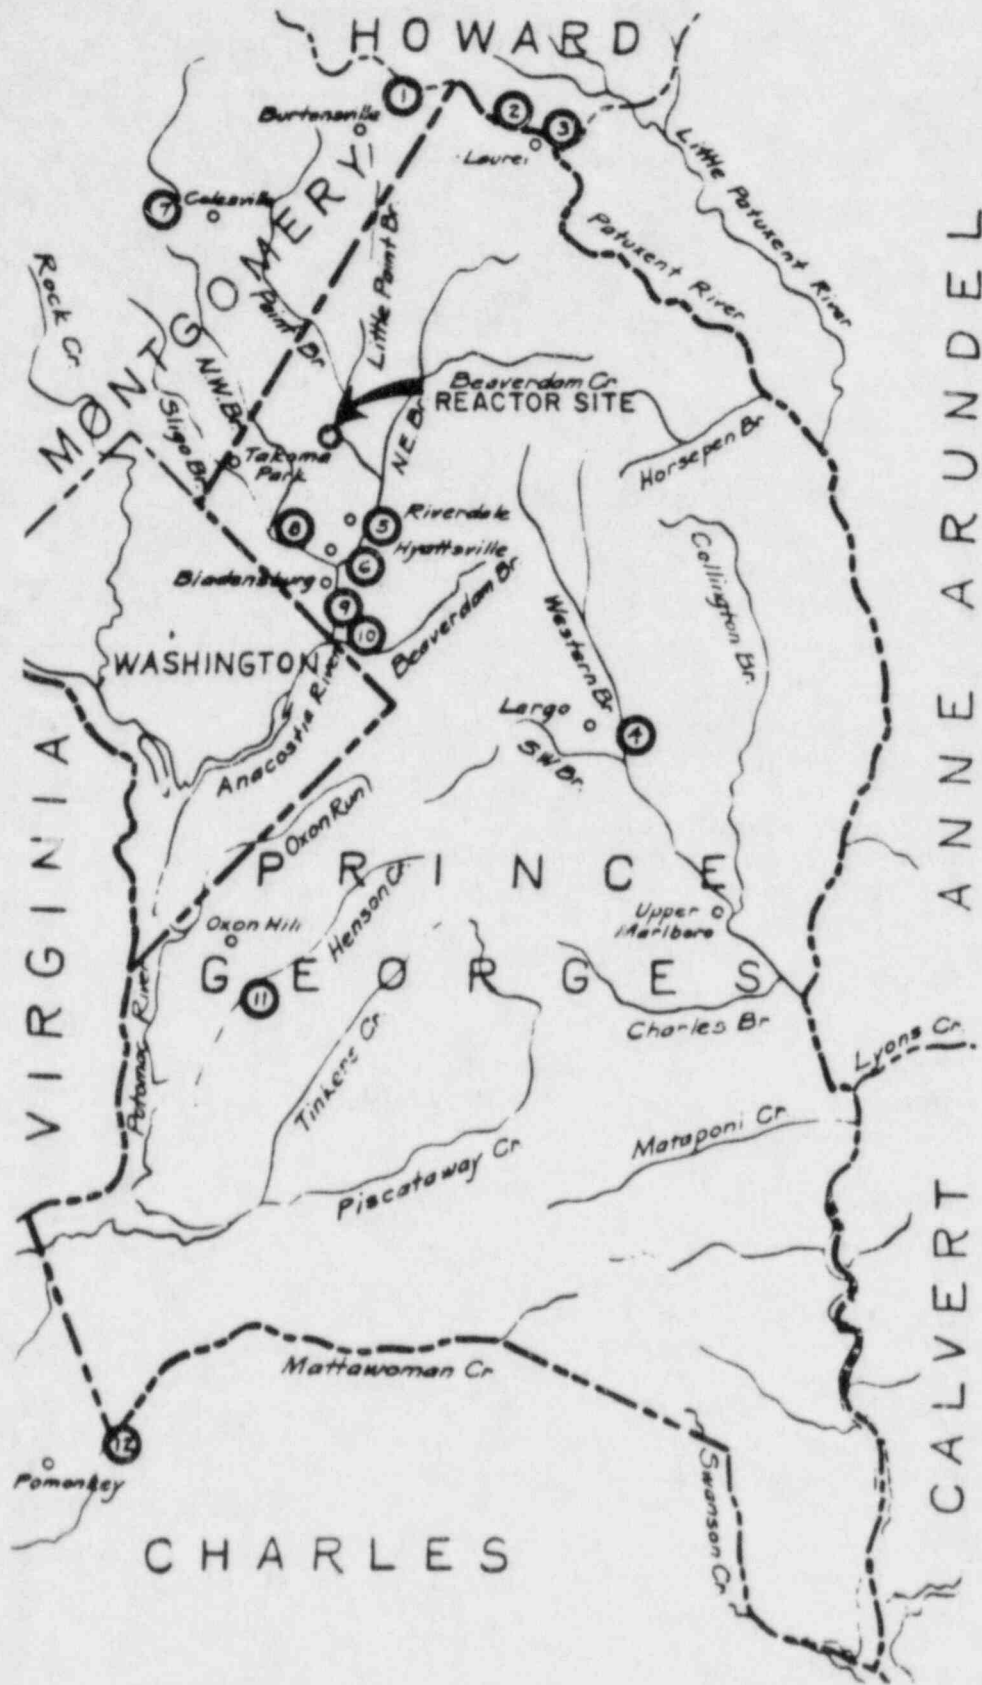 HOWARD
1
2
3
Burtonsville
Laurel
Little Patuxent River
7
Colesville
MONTGOMERY
Little Paint Br.
Patuxent River
ANNE ARUNDEL
Rock Cr.
Paint Br.
N.W. Br.
Sligo Br.
Beaverdam Cr.
REACTOR SITE
N.E. Br.
Horsepen Br.
Takoma
Park
8
5
Riverdale
Hyattsville
6
Bladensburg
9
10
Beaverdam Br.
Collington Br.
Western Br.
WASHINGTON
Anacostia River
Largo
4
S.W. Br.
VIRGINIA
Oxon Run
PRINCE
GEORGES
Oxon Hill
Henson Cr.
Upper
Marlboro
11
Potomac River
Tinkers Cr.
Charles Br.
Lyons Cr.
Mataponi Cr.
Piscataway Cr.
CALVERT
Mattawoman Cr.
12
Pomonkey
Swanson Cr.
CHARLES